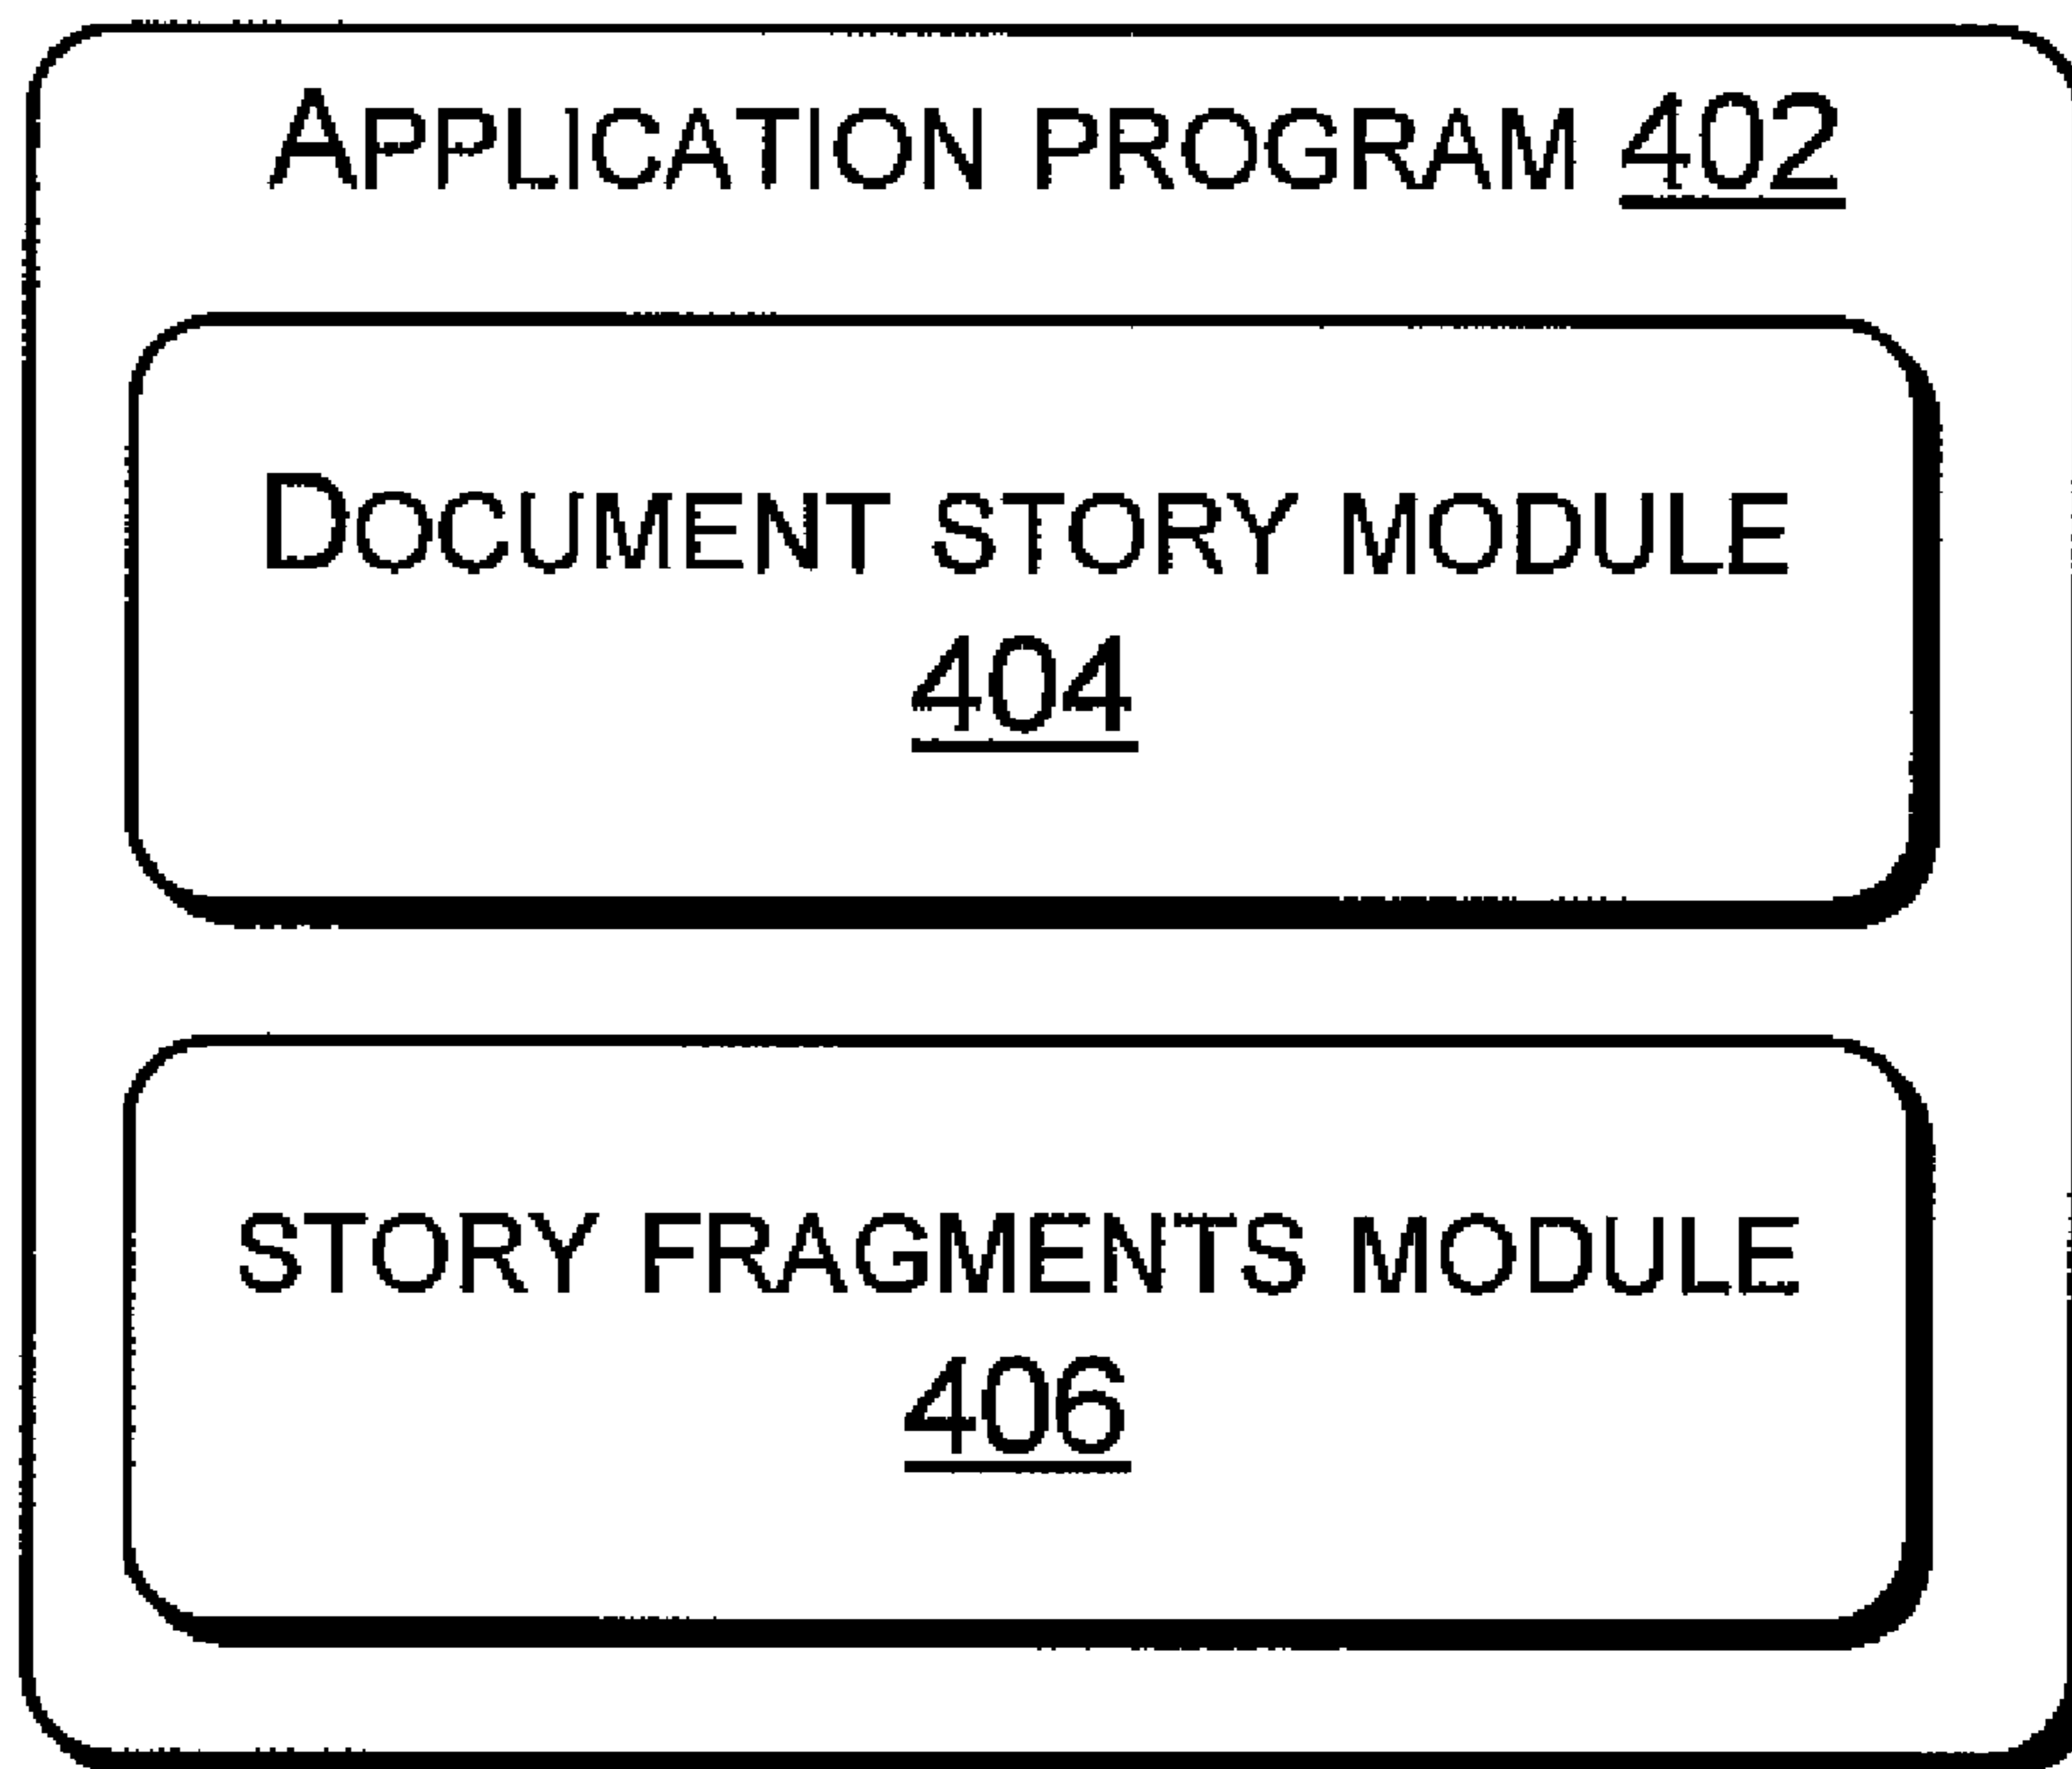 APPLICATION PROGRAM 402
DOCUMENT STORY MODULE
404
STORY FRAGMENTS MODULE
406